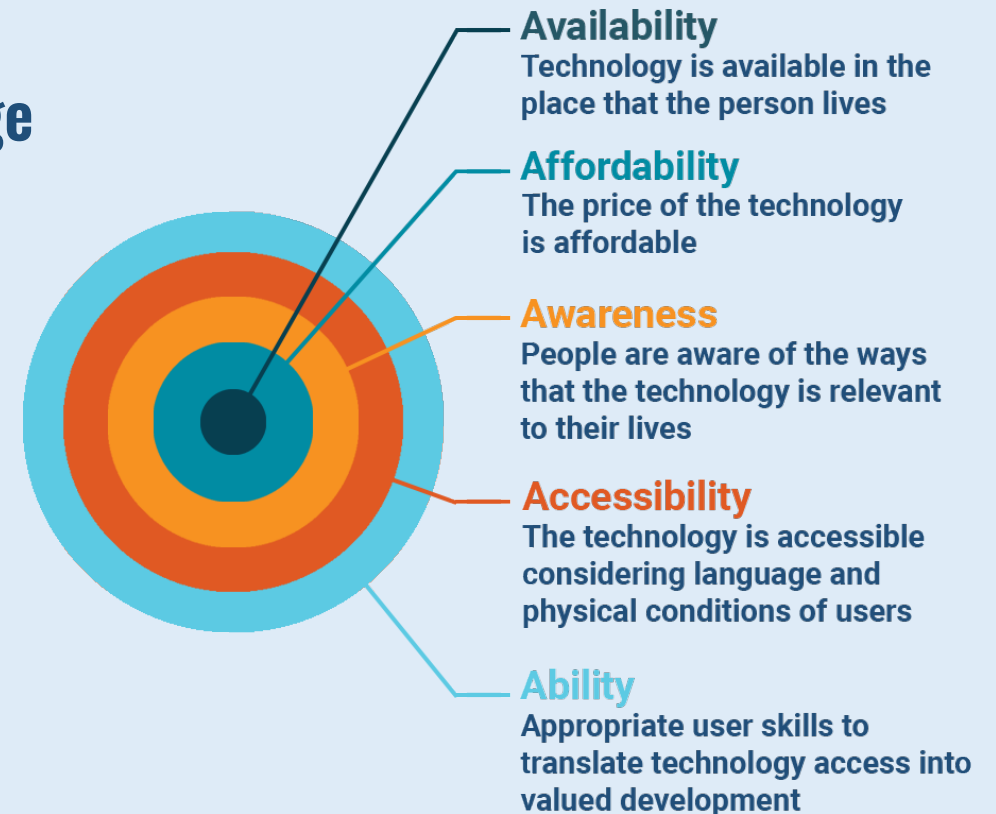 Availability
Technology is available in the
place that the person lives
Affordability
The price of the technology
is affordable
Awareness
People are aware of the ways
that the technology is relevant
to their lives
Accessibility
The technology is accessible
considering language and
physical conditions of users
Ability
Appropriate user skills to
translate technology access into
valued development